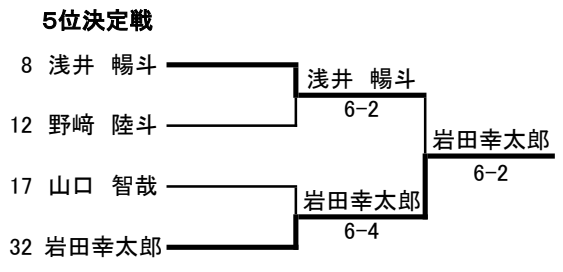 5位決定戦
8 浅井 暢斗
浅井 暢斗
6-2
12 野﨑 陸斗
岩田幸太郎
6-2
17 山口 智哉
岩田幸太郎
6-4
32 岩田幸太郎